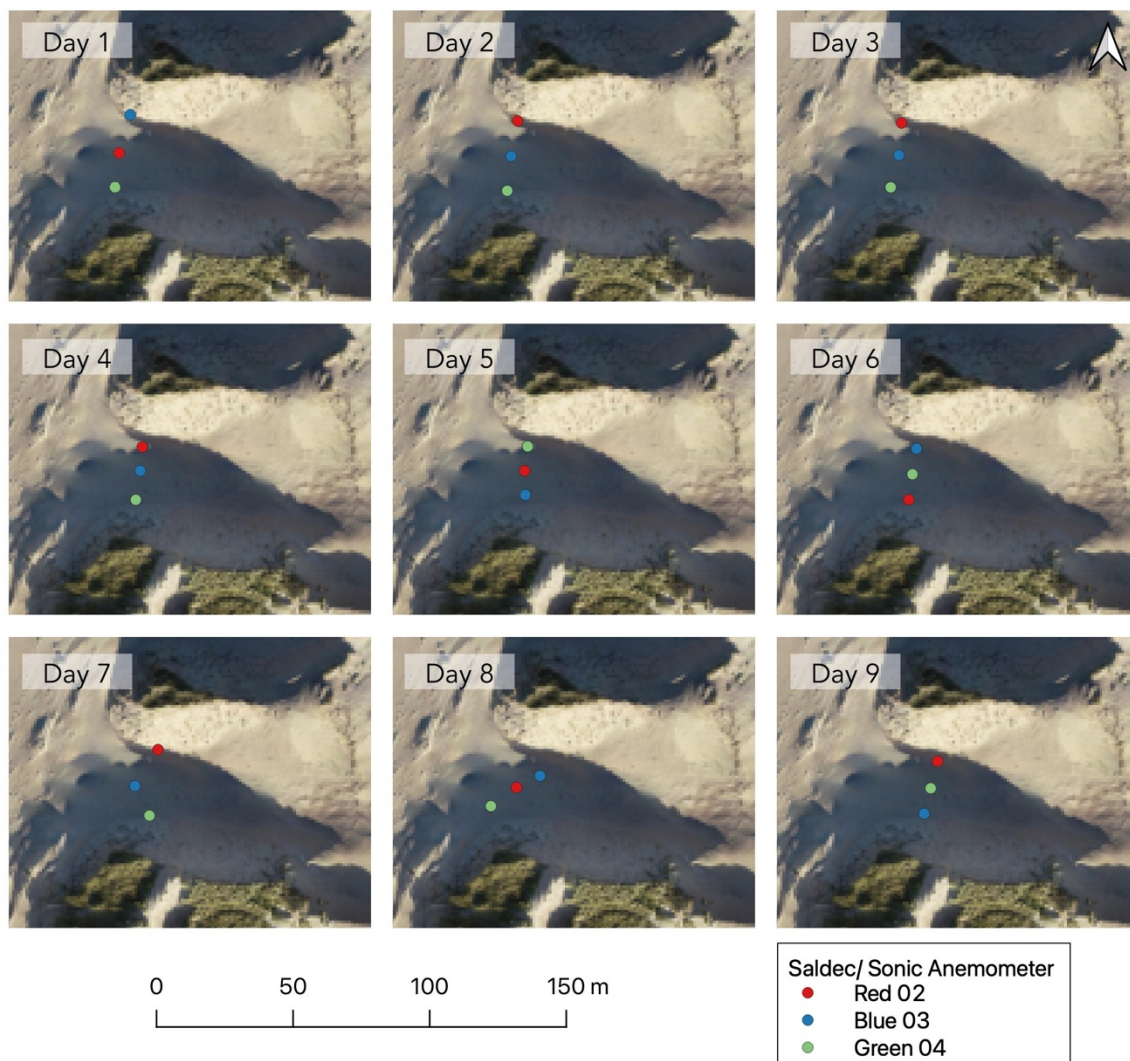 Day 1
Day 2
Day 3
Day 4
Day 5
Day 6
Day 7
Day 8
Day 9
0 50 100 150 m
Saldec/ Sonic Anemometer
Red 02
Blue 03
Green 04